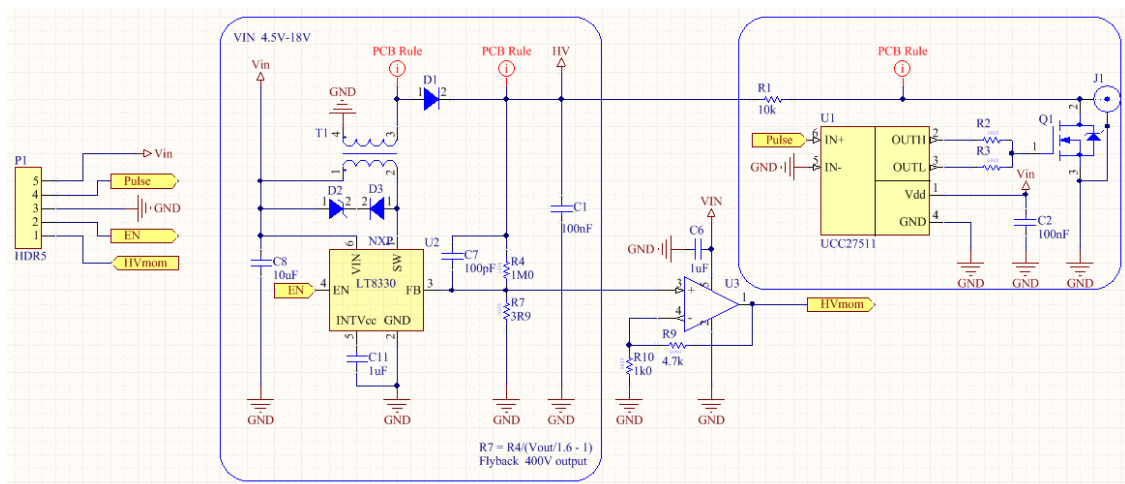 VIN 4.5V-18V
PCB Rule
PCB Rule
HV
PCB Rule
Vin
i
i
i
D1
1
2
J1
GND
R1
10k
2
4
3
T1
U1
Q1
Pulse
6
IN+
OUTH
2
R2
P1
Vin
1
2
GND
5
IN-
OUTL
3
R3
1
5
Pulse
4
3
GND
D2
D3
Vdd
1
Vin
3
2
EN
1
2
2
1
VIN
C1
100nF
GND
4
C2
100nF
1
HVmom
HDR5
NXP
U2
C7
100pF
GND
C6
1uF
UCC27511
C8
10uF
6
1
VIN
SW
R4
1M0
GND
GND
GND
EN
4
EN
LT8330
FB
3
3
+
5
U3
1
HVmom
R7
3R9
4
-
2
INTVcc
GND
5
2
R9
4.7k
C11
1uF
R10
1k0
GND
GND
GND
GND
GND
GND
R7 = R4/(Vout/1.6 - 1)
Flyback 400V output